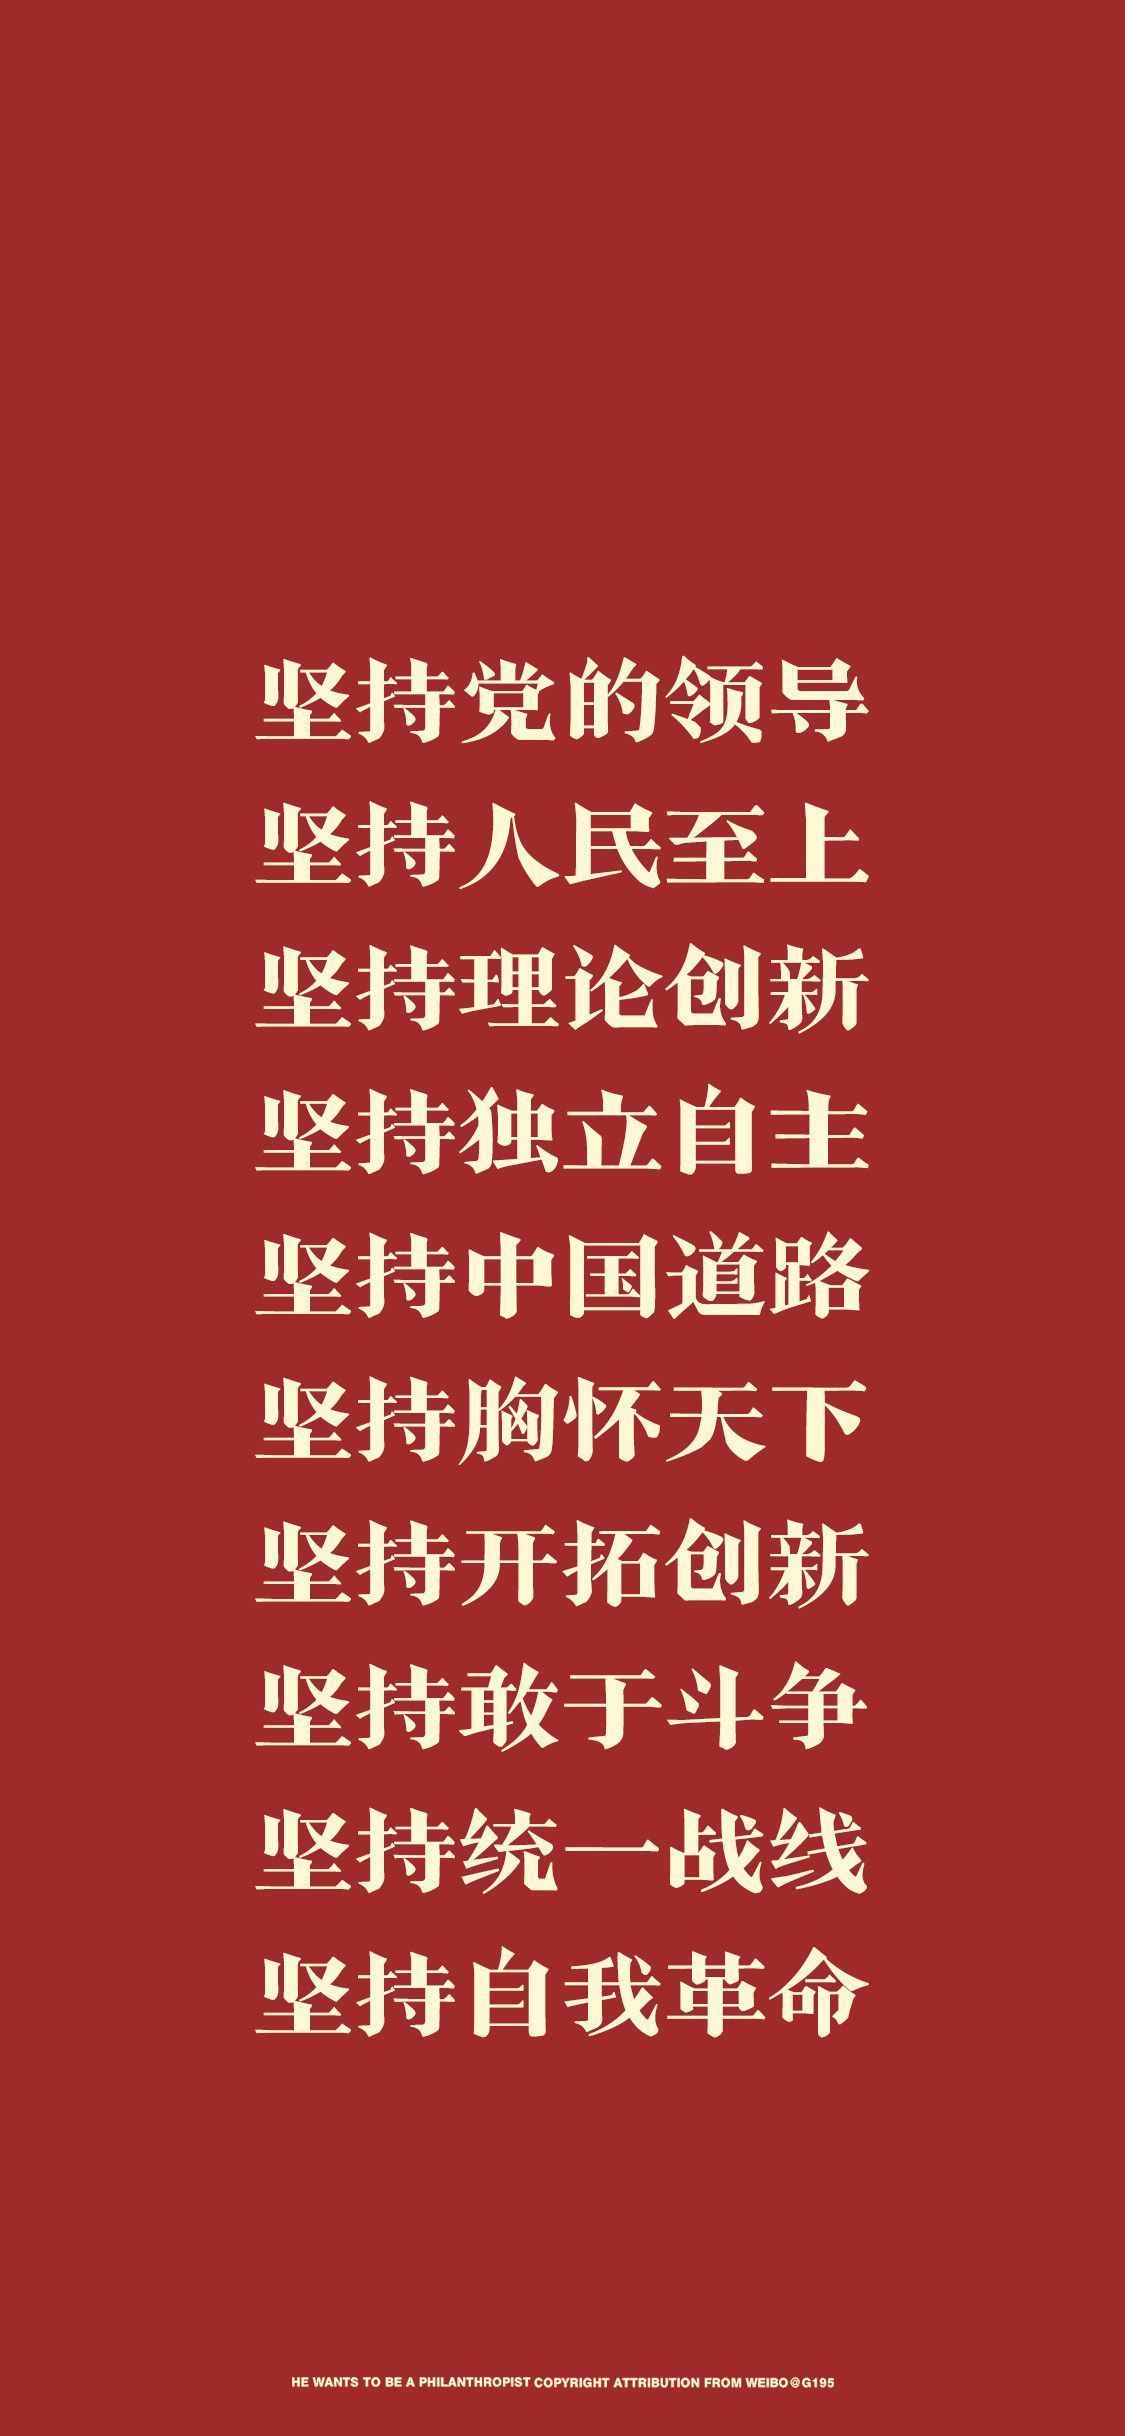 坚持党的领导
坚持人民至上
坚持理论创新
坚持独立自主
坚持中国道路
坚持胸怀天下
坚持开拓创新
坚持敢于斗争
坚持统一战线
坚持自我革命
HE WANTS TO BE A PHILANTHROPIST COPYRIGHT ATTRIBUTION FROM WEIBO@G195